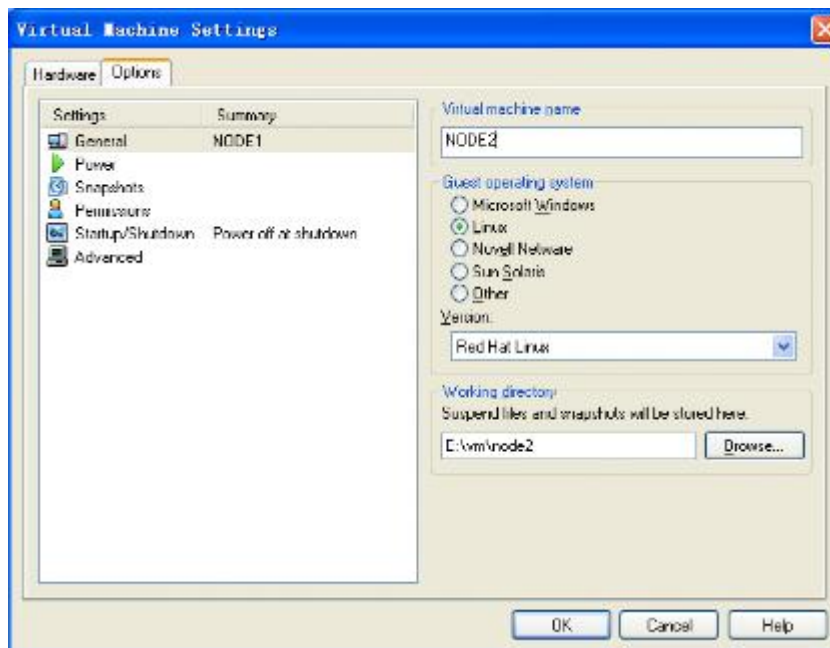 Virtual Machine Settings
Hardware Options
Settings Summary
General NODE1
Power
Snapshots
Permissions
Startup/Shutdown Power off at shutdown
Advanced
Virtual machine name
NODE2
Guest operating system
Microsoft Windows
Linux
Novell Netware
Sun Solaris
Other
Version:
Red Hat Linux
Working directory
Suspend files and snapshots will be stored here.
E:\vm\node2 Browse...
OK Cancel Help